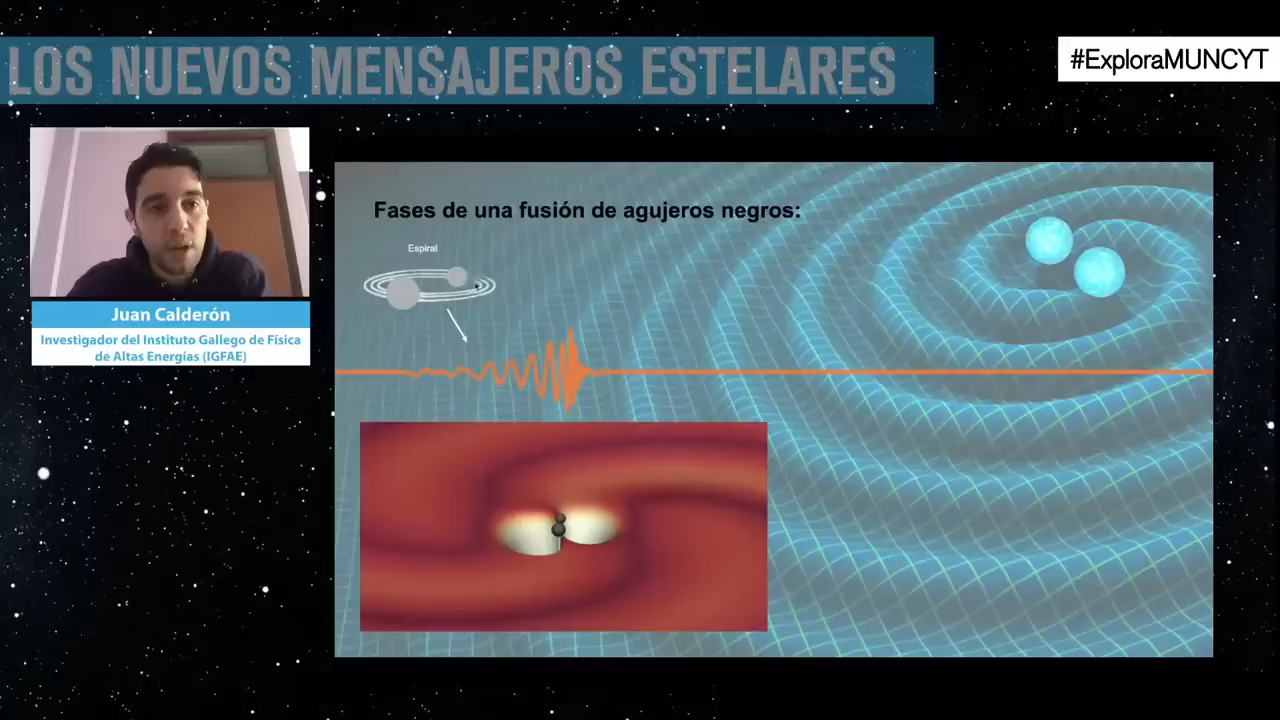 LOS NUEVOS MENSAJEROS ESTELARES
#ExploraMUNCYT
Fases de una fusión de agujeros negros:
Espiral
Juan Calderón
Investigador del Instituto Gallego de Física
de Altas Energías (IGFAE)